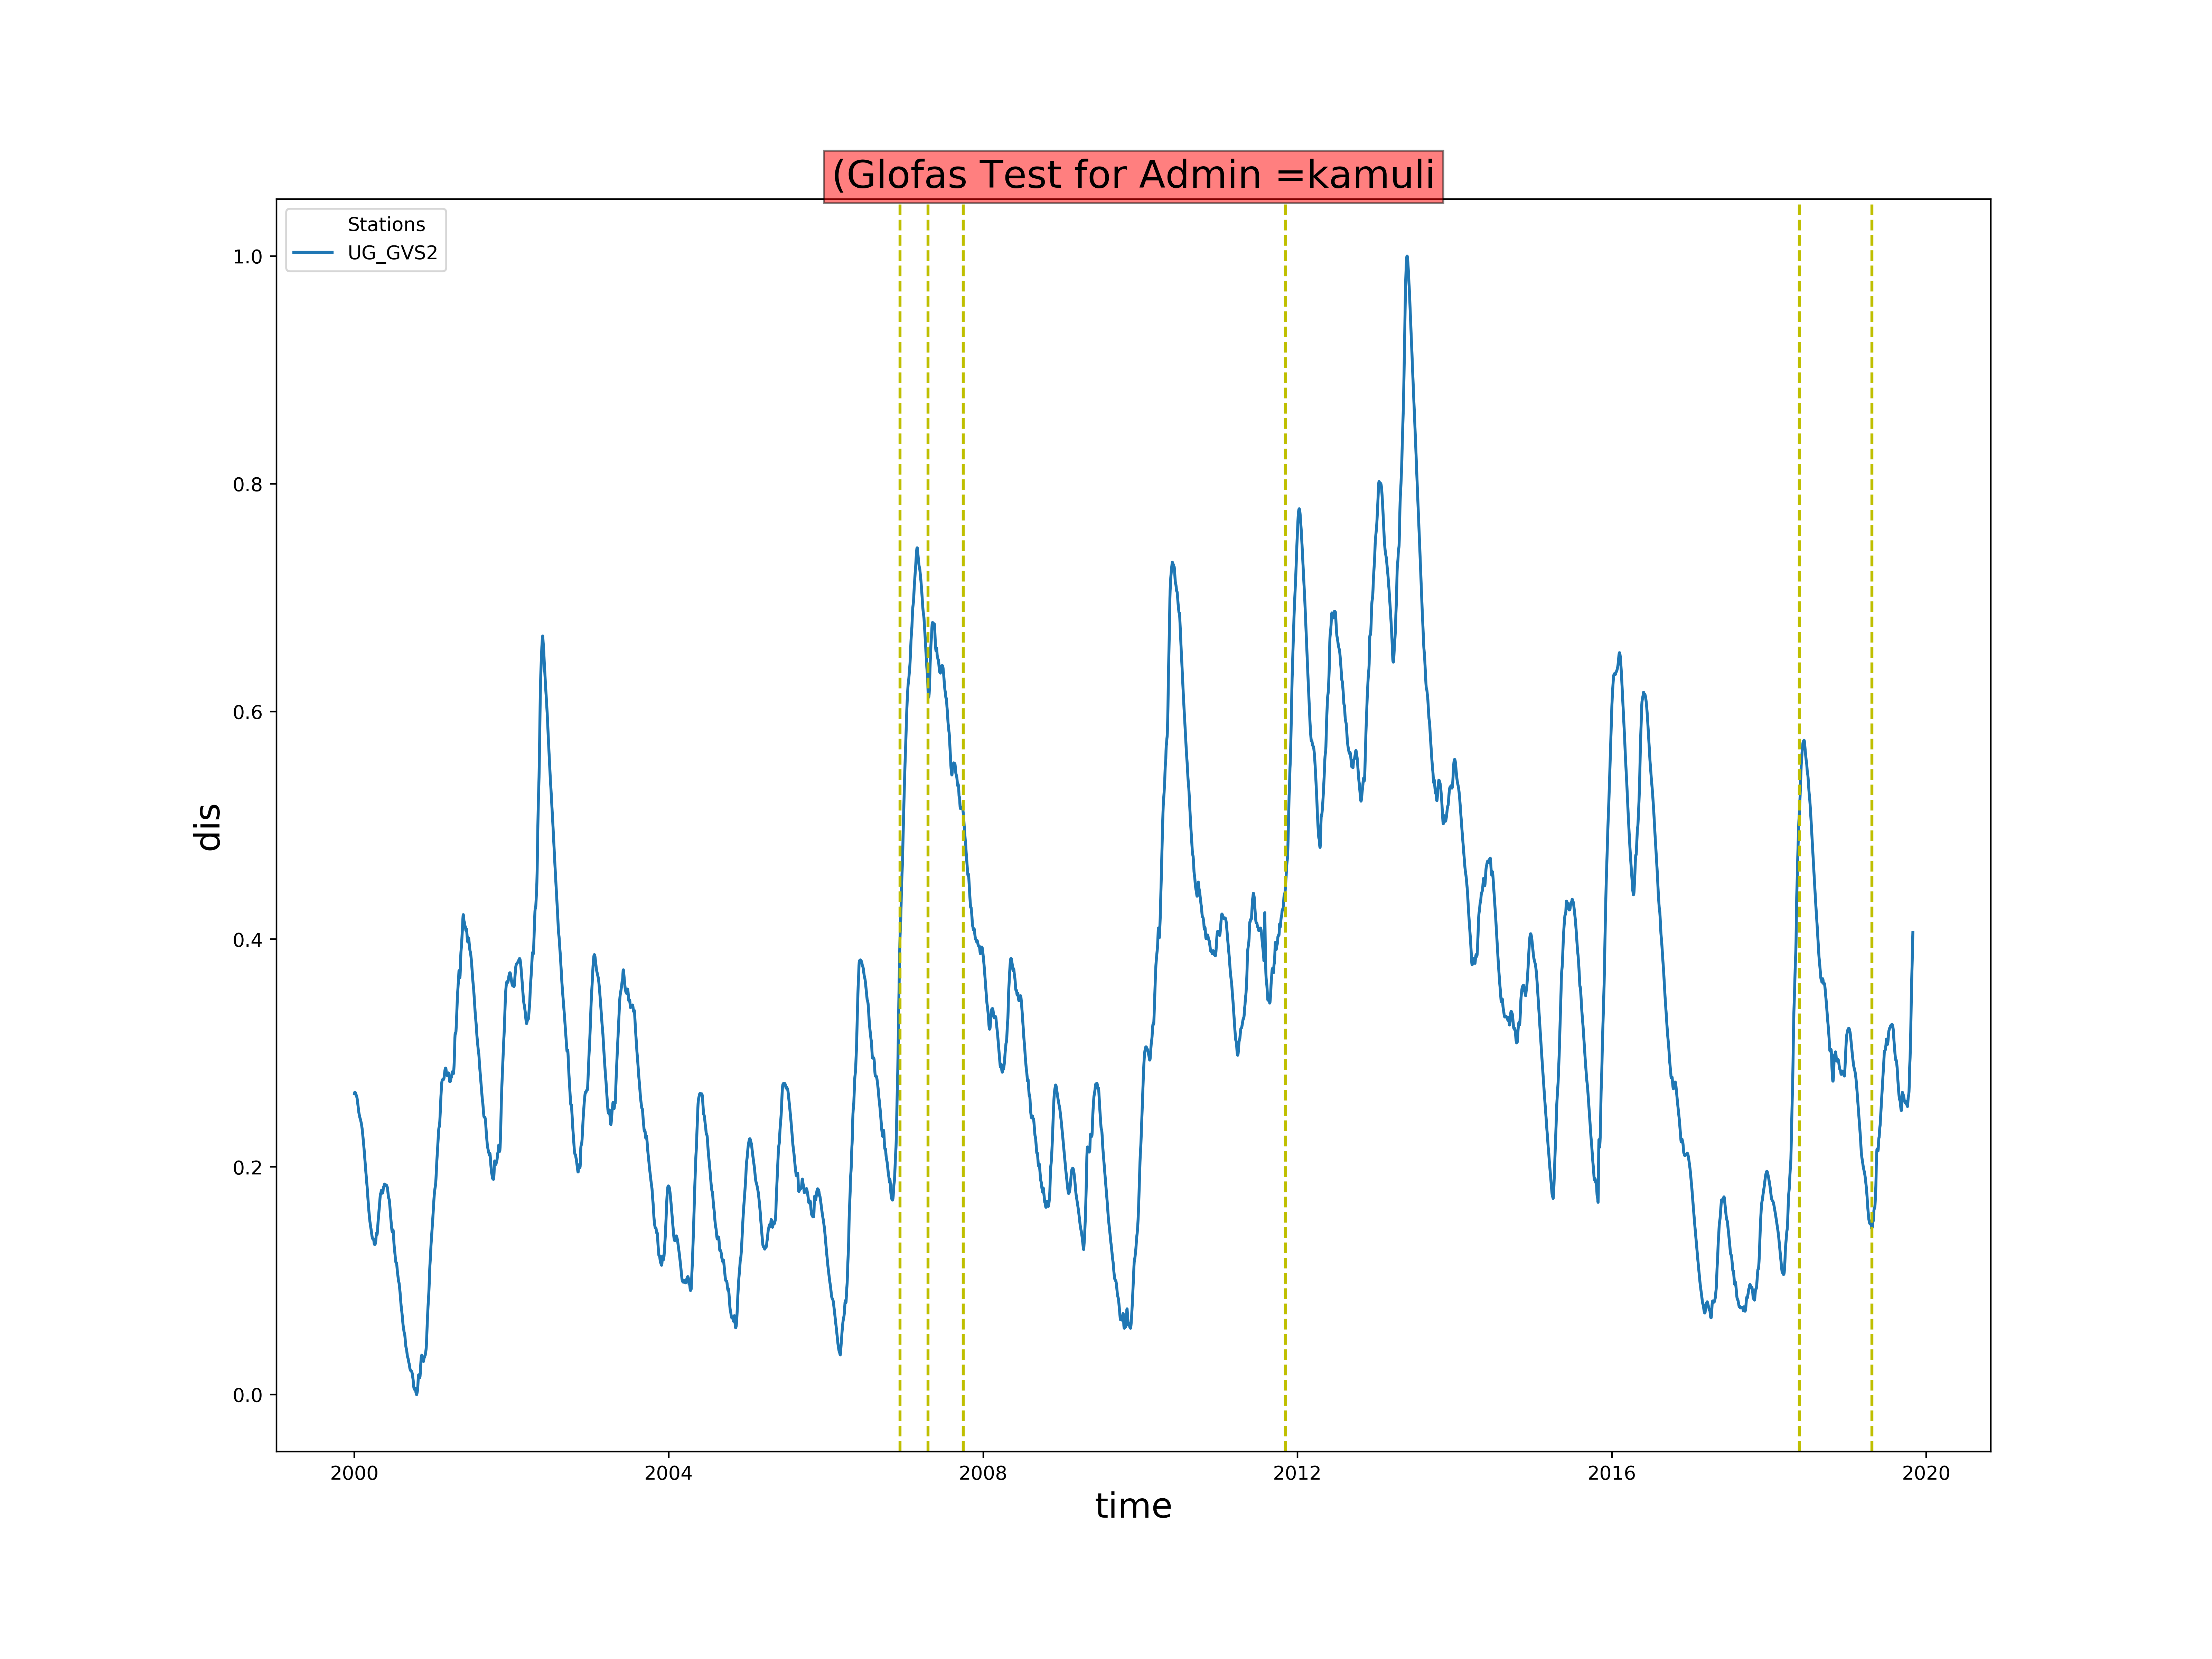 (Glofas Test for Admin =kamuli
Stations
UG_GVS2
1.0
0.8
0.6
0.4
0.2
0.0
dis
2000 2004 2008 2012 2016 2020
time